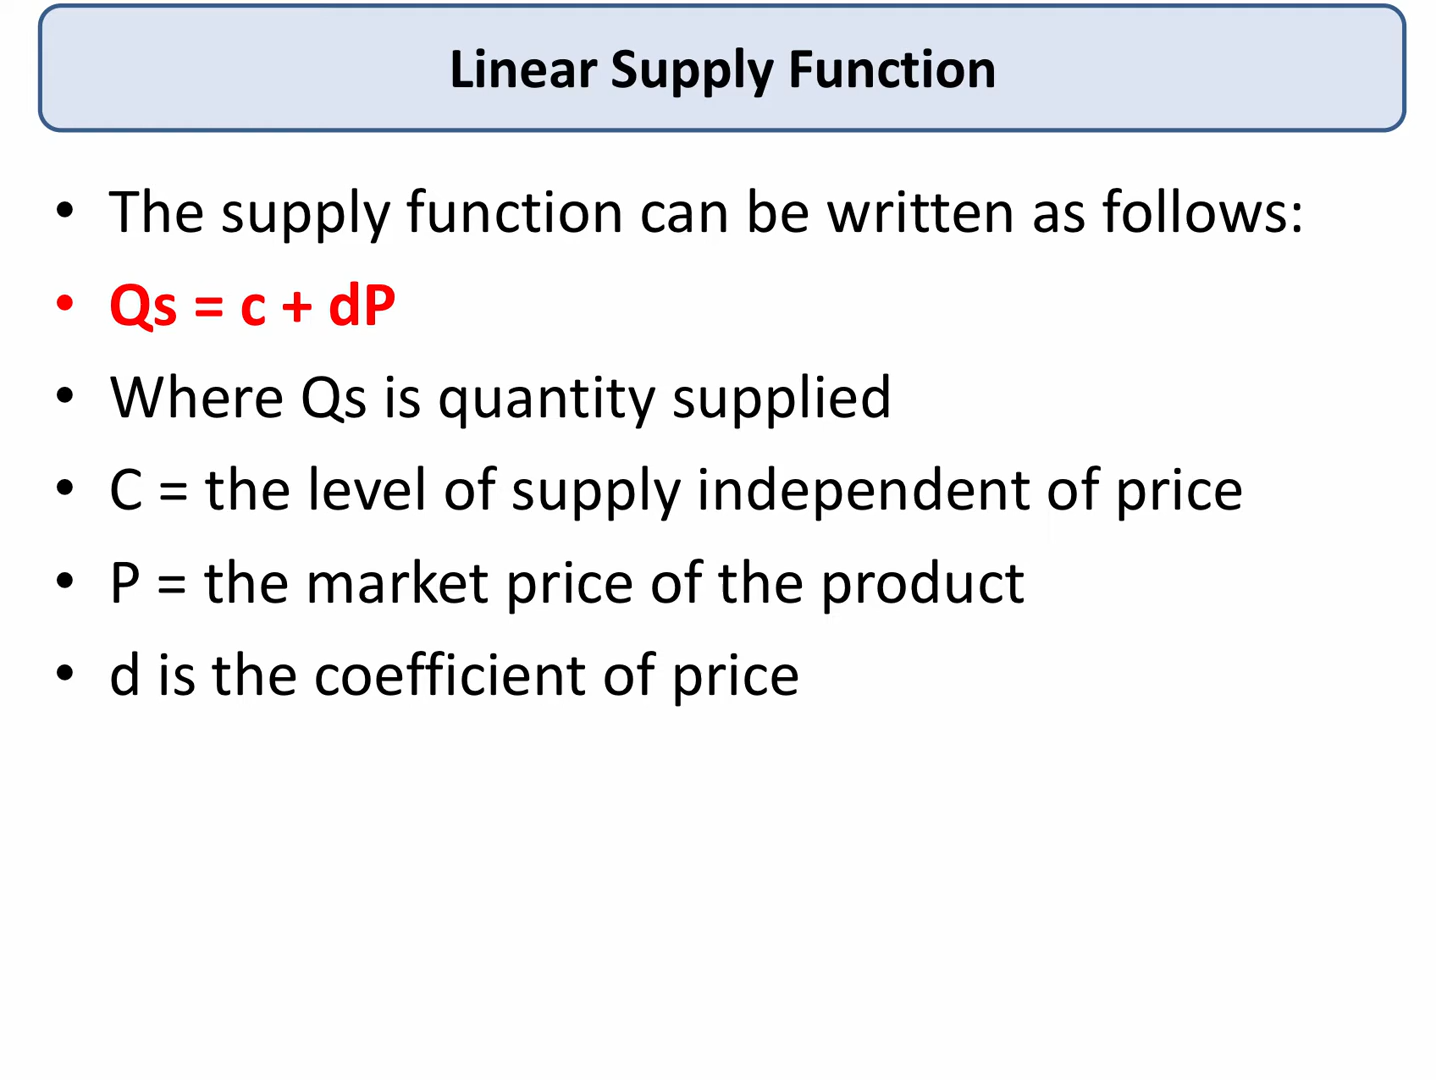 Linear Supply Function
• The supply function can be written as follows:
• Qs = c + dP
• Where Qs is quantity supplied
• C = the level of supply independent of price
• P = the market price of the product
• d is the coefficient of price